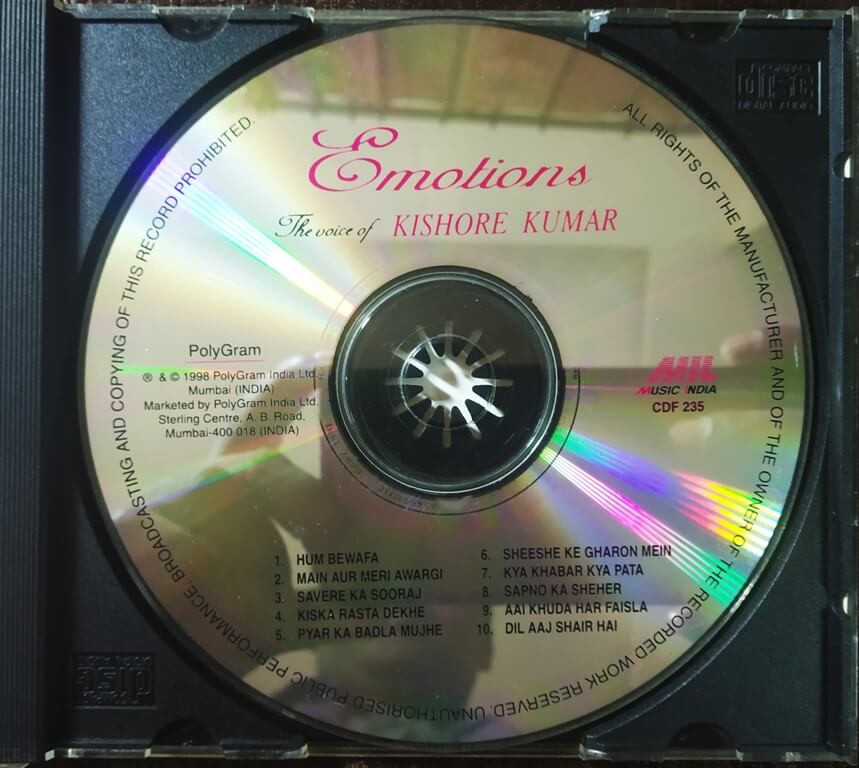 Emotions
The voice of KISHORE KUMAR
PolyGram
® & © 1998 PolyGram India Ltd.
Mumbai (INDIA)
Marketed by PolyGram India Ltd.
Sterling Centre, A. B. Road,
Mumbai-400 018 (INDIA)
MIL
MUSIC INDIA
CDF 235
1. HUM BEWAFA
2. MAIN AUR MERI AWARGI
3. SAVERE KA SOORAJ
4. KISKA RASTA DEKHE
5. PYAR KA BADLA MUJHE
6. SHEESHE KE GHARON MEIN
7. KYA KHABAR KYA PATA
8. SAPNO KA SHEHER
9. AAI KHUDA HAR FAISLA
10. DIL AAJ SHAIR HAI
ALL RIGHTS OF THE MANUFACTURER AND OF THE OWNER OF THE RECORDED WORK RESERVED. UNAUTHORISED PUBLIC PERFORMANCE, BROADCASTING AND COPYING OF THIS RECORD PROHIBITED.
COMPACT
disc
DIGITAL AUDIO
COMPACT
disc
DIGITAL AUDIO